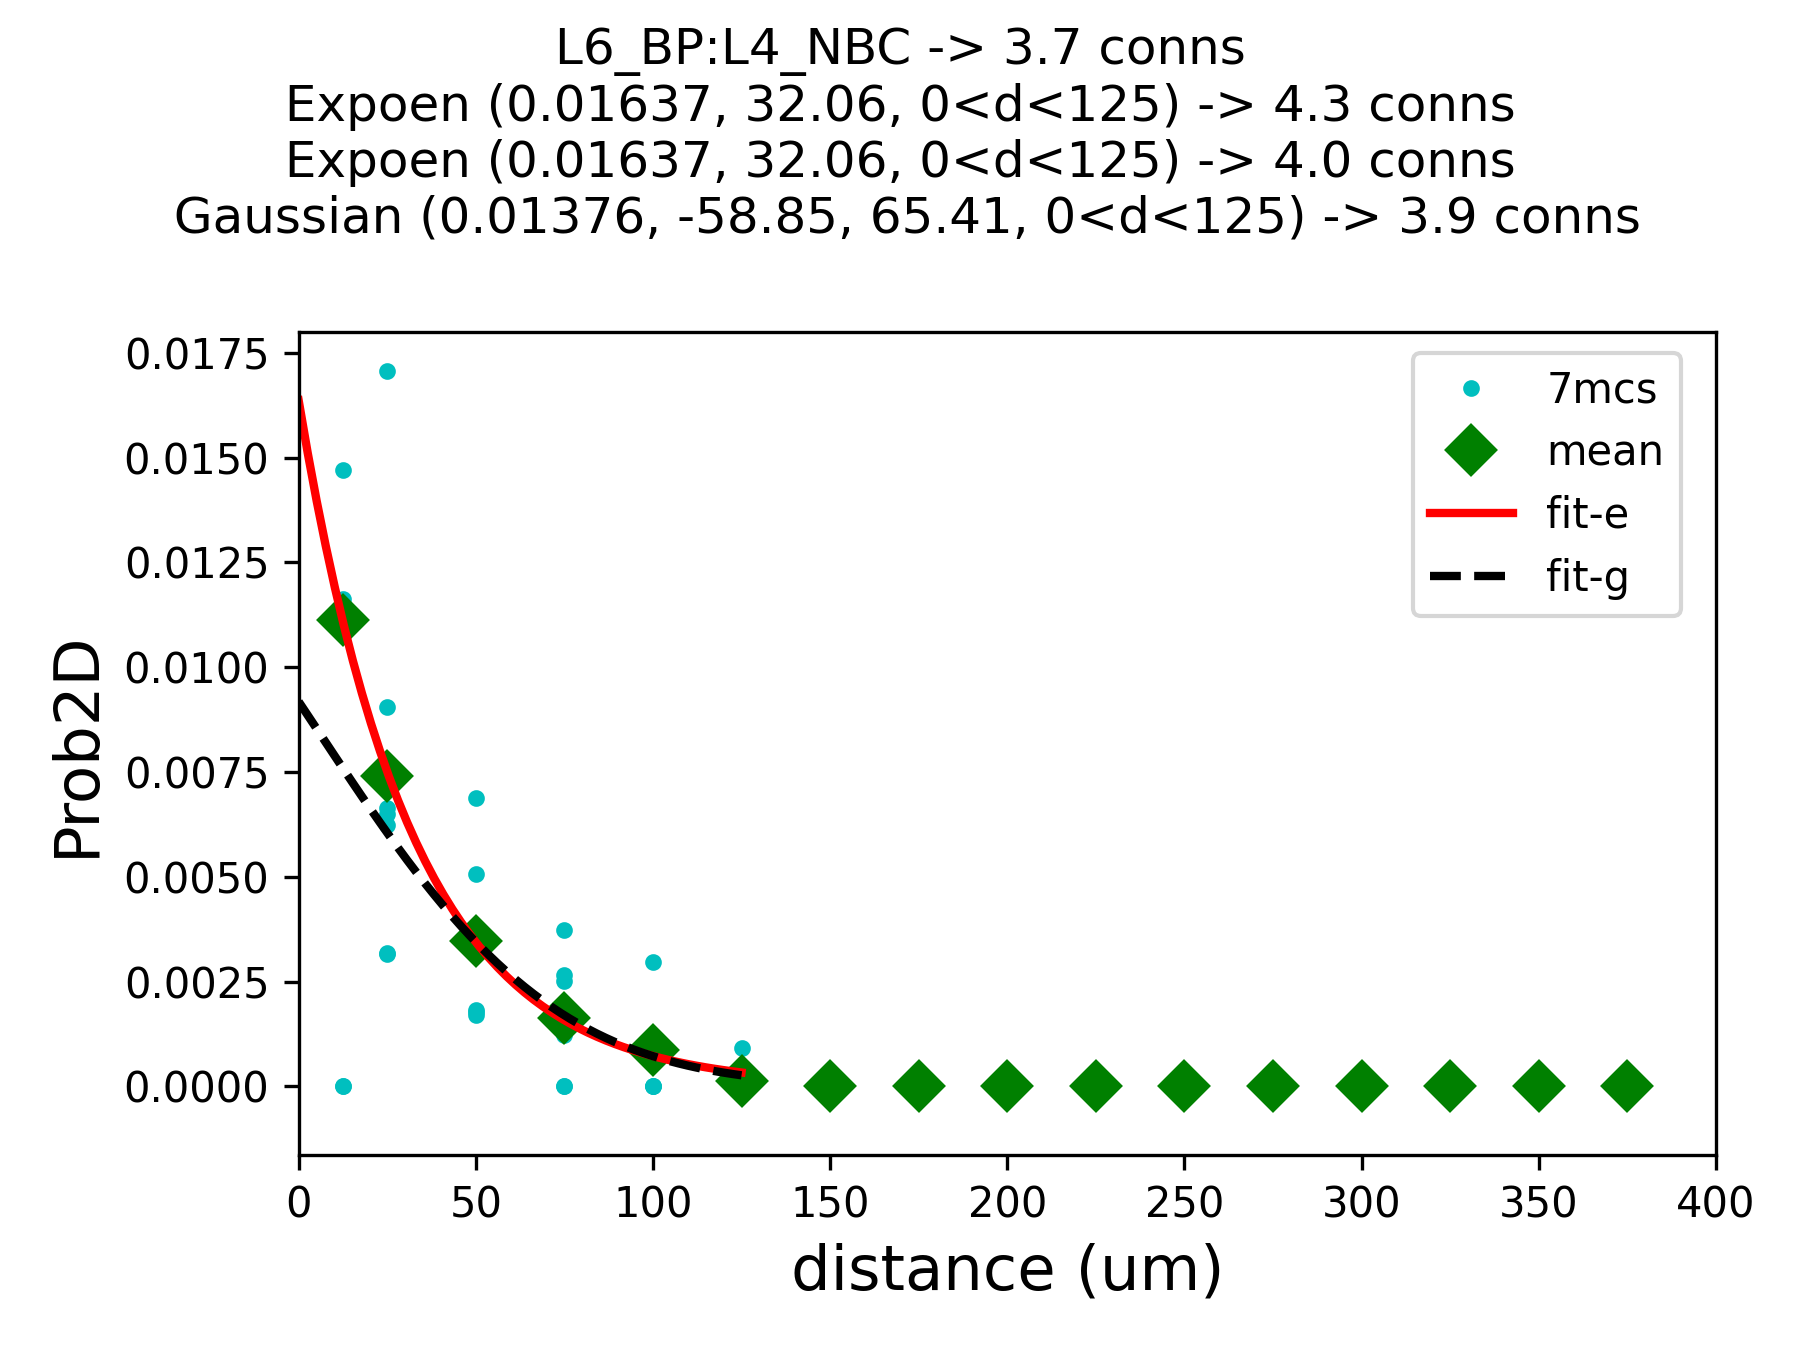 L6_BP:L4_NBC -> 3.7 conns
Expoen (0.01637, 32.06, 0<d<125) -> 4.3 conns
Expoen (0.01637, 32.06, 0<d<125) -> 4.0 conns
Gaussian (0.01376, -58.85, 65.41, 0<d<125) -> 3.9 conns
0.0175
0.0150
0.0125
0.0100
0.0075
0.0050
0.0025
0.0000
Prob2D
7mcs
mean
fit-e
fit-g
0 50 100 150 200 250 300 350 400
distance (um)